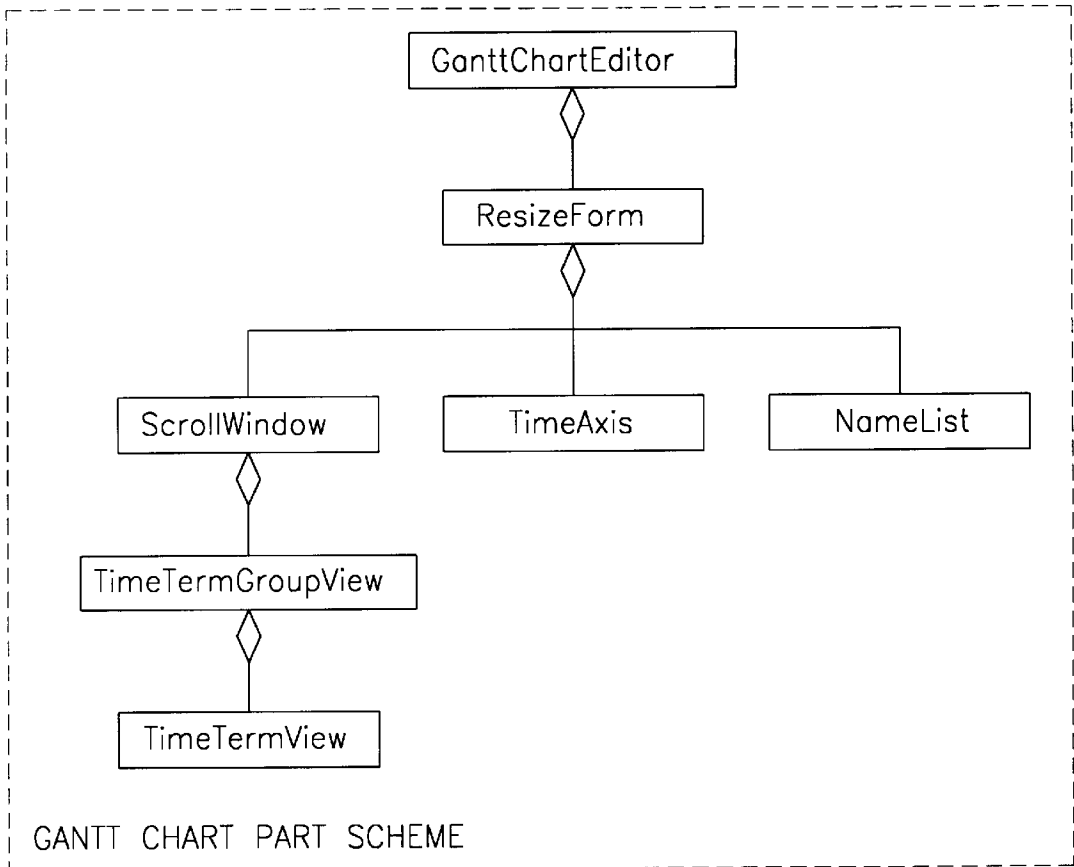 GanttChartEditor
ResizeForm
ScrollWindow
TimeAxis
NameList
TimeTermGroupView
TimeTermView
GANTT CHART PART SCHEME